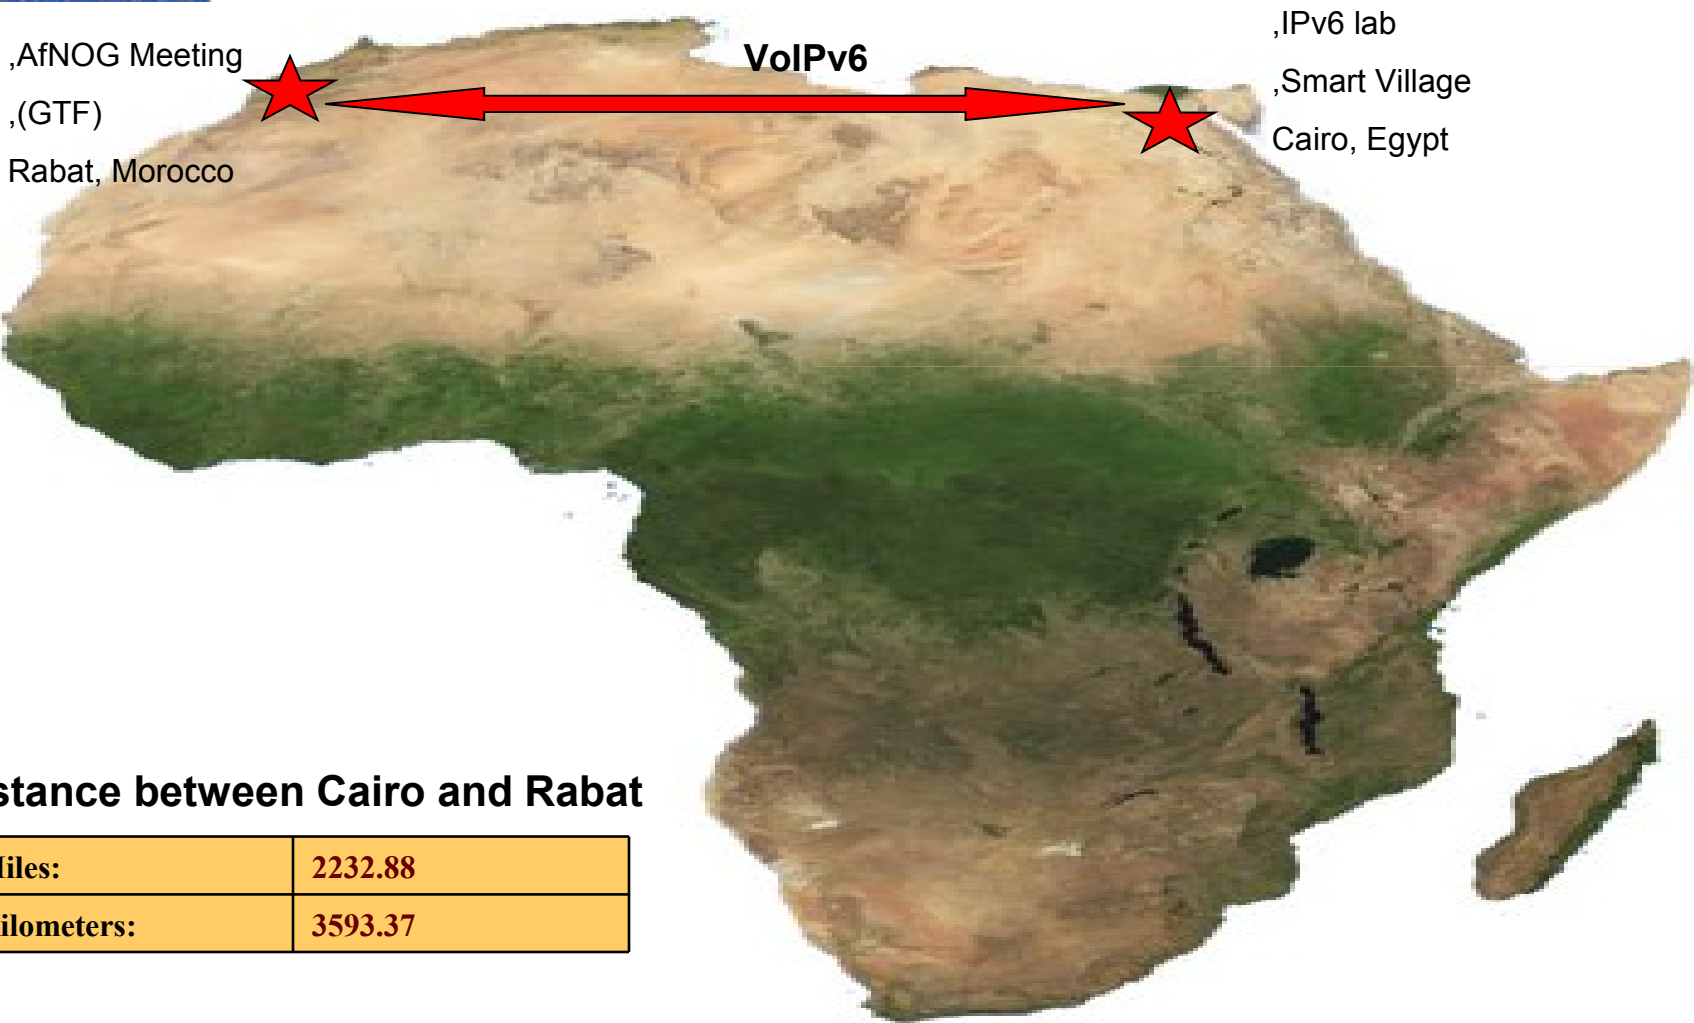 ,AfNOG Meeting
,(GTF)
Rabat, Morocco
VoIPv6
,IPv6 lab
,Smart Village
Cairo, Egypt
stance between Cairo and Rabat
Miles: 2232.88
ilometers: 3593.37